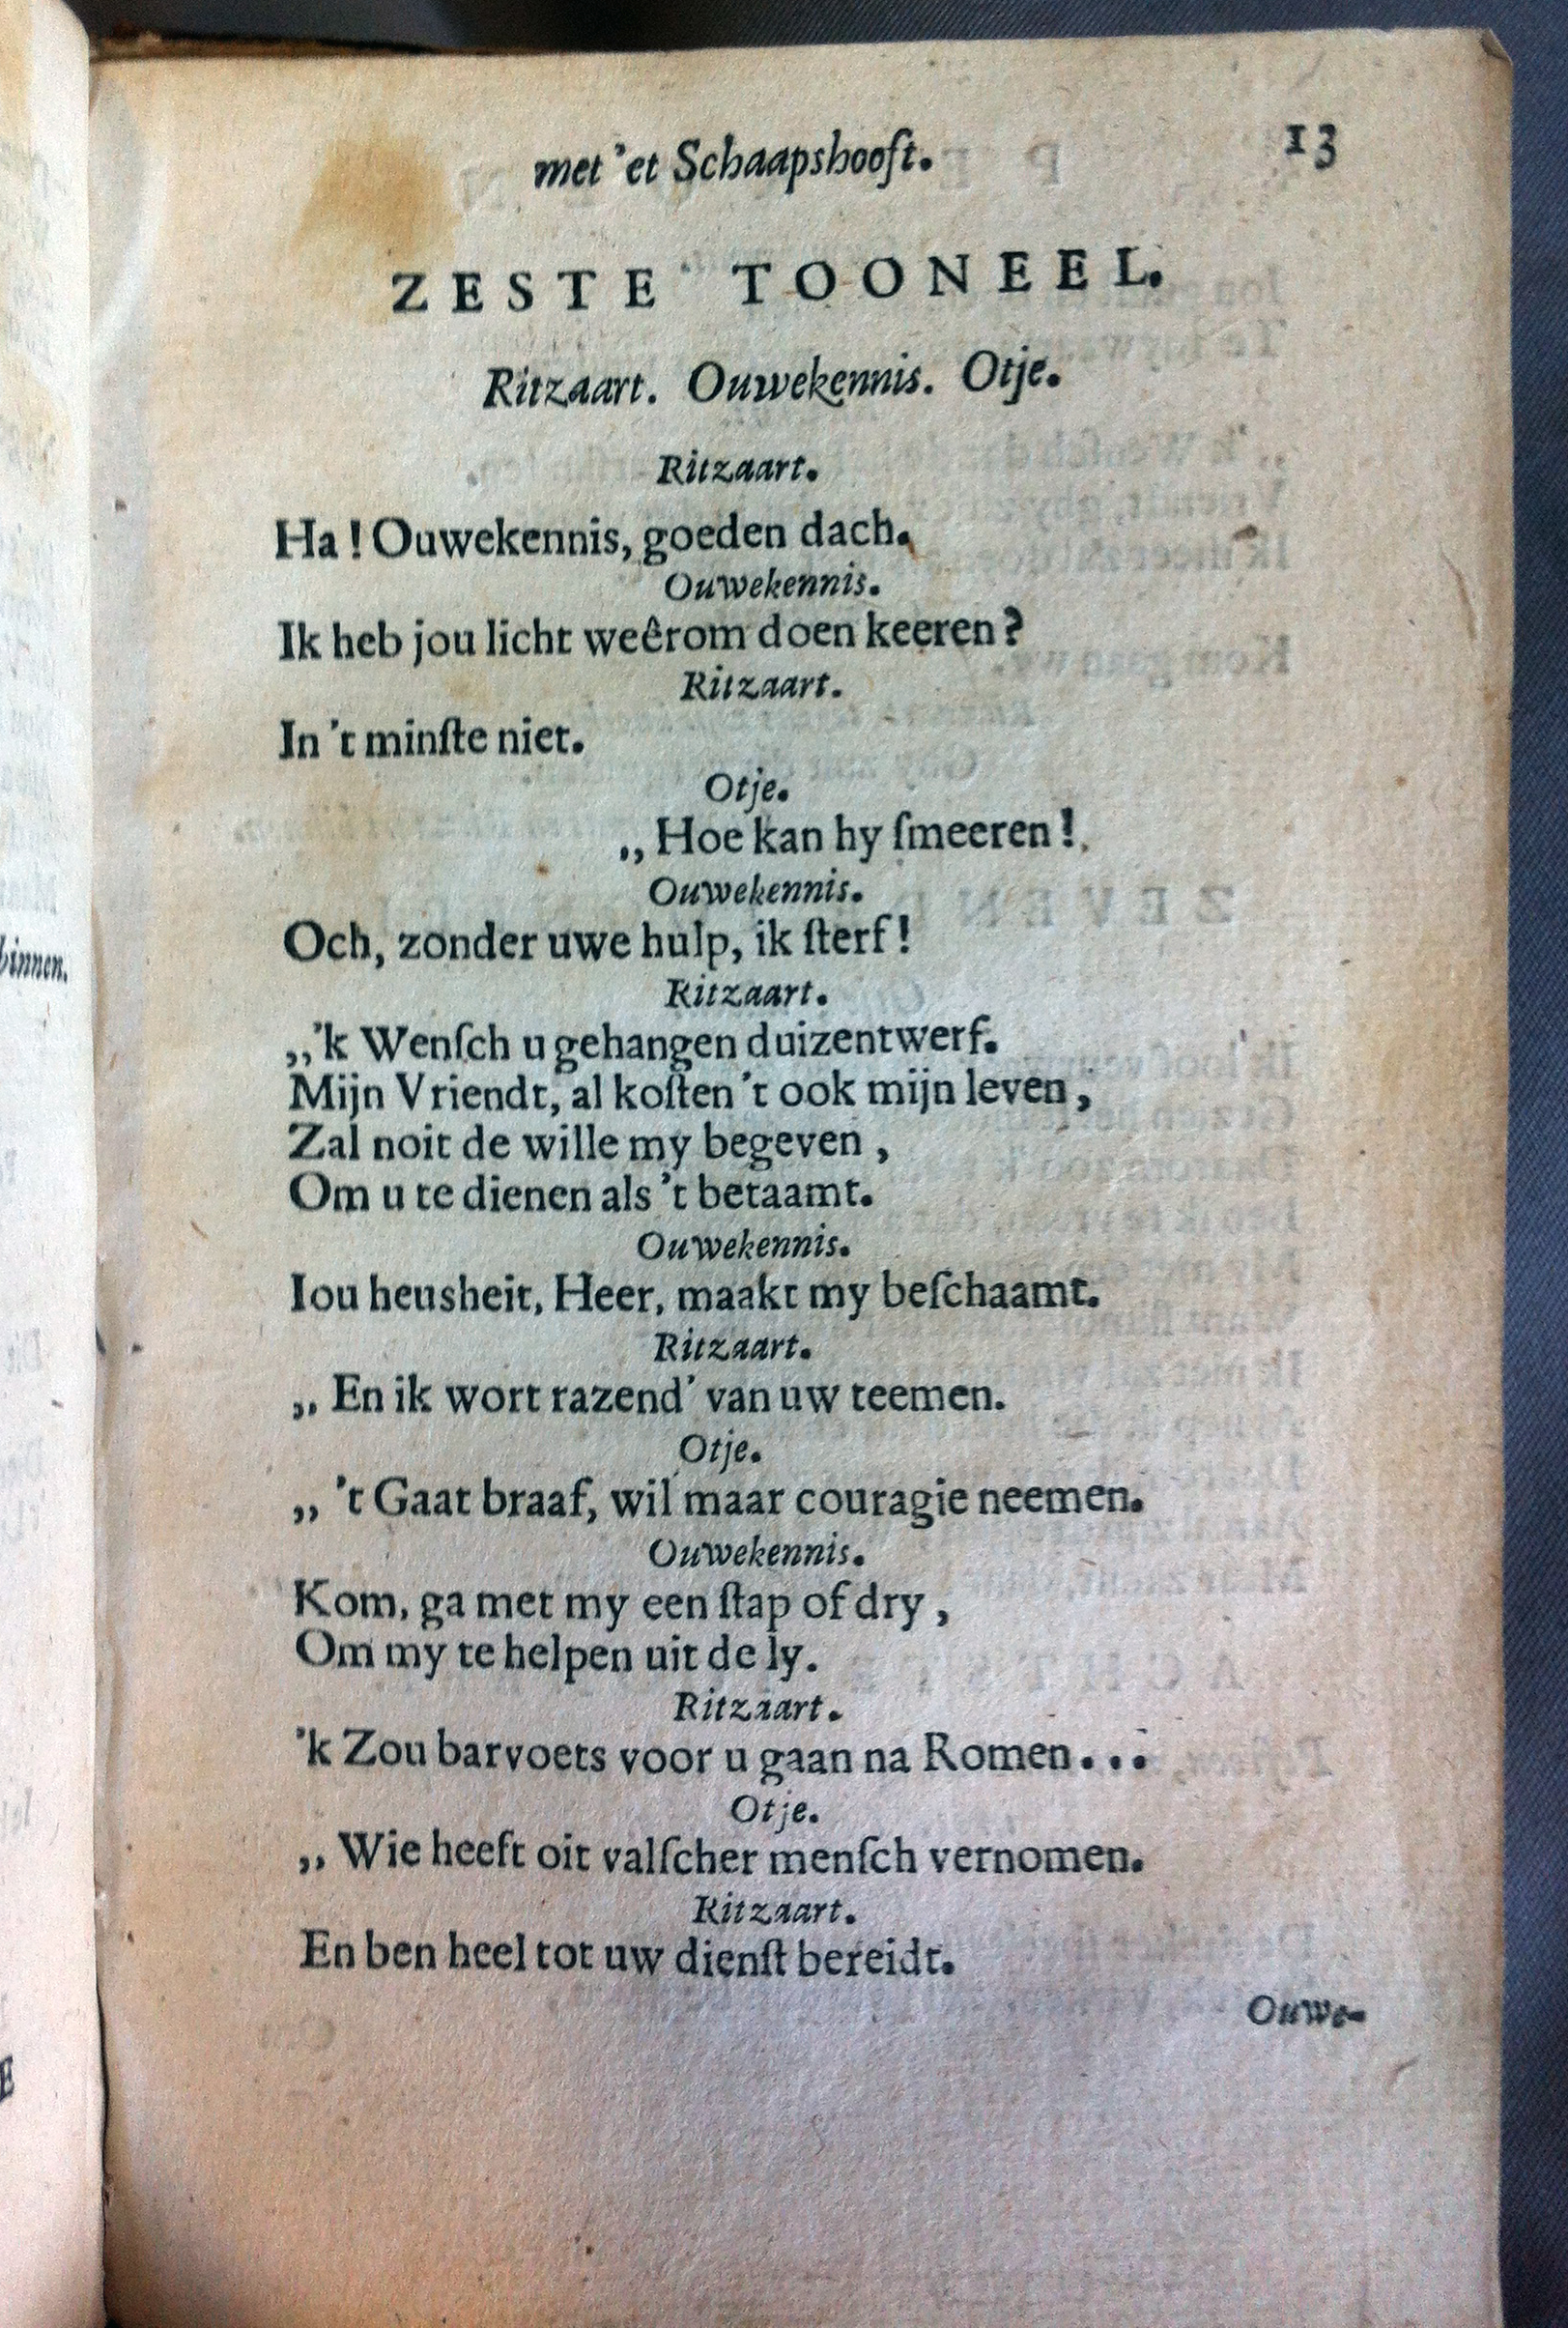 met 'et Schaapshooft. 13
ZESTE TOONEEL.
Ritzaart. Ouwekennis. Otje.
Ritzaart.
Ha! Ouwekennis, goeden dach.
Ouwekennis.
Ik heb jou licht weêrom doen keeren?
Ritzaart.
In 't minſte niet.
Otje.
„ Hoe kan hy ſmeeren!
Ouwekennis.
Och, zonder uwe hulp, ik ſterf!
Ritzaart.
„'k Wenſch u gehangen duizentwerf.
Mijn Vriendt, al koſten 't ook mijn leven,
Zal noit de wille my begeven,
Om u te dienen als 't betaamt.
Ouwekennis.
Iou heusheit, Heer, maakt my beſchaamt.
Ritzaart.
„ En ik wort razend' van uw teemen.
Otje.
„ 't Gaat braaf, wil maar couragie neemen.
Ouwekennis.
Kom, ga met my een ſtap of dry,
Om my te helpen uit de ly.
Ritzaart.
'k Zou barvoets voor u gaan na Romen...
Otje.
„ Wie heeft oit valſcher menſch vernomen.
Ritzaart.
En ben heel tot uw dienſt bereidt.
Ouwe-
binnen.
E